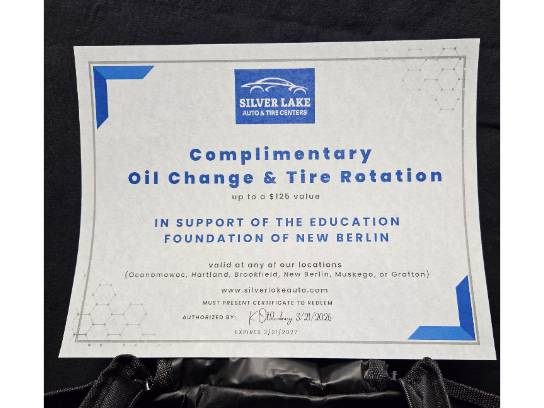 SILVER LAKE
AUTO & TIRE CENTERS
Complimentary
Oil Change & Tire Rotation
up to a $125 value
IN SUPPORT OF THE EDUCATION
FOUNDATION OF NEW BERLIN
valid at any of our locations
(Oconomowoc, Hartland, Brookfield, New Berlin, Muskego, or Grafton)
www.silverlakeauto.com
MUST PRESENT CERTIFICATE TO REDEEM
AUTHORIZED BY: 3/21/2026
EXPIRES 3/21/2027